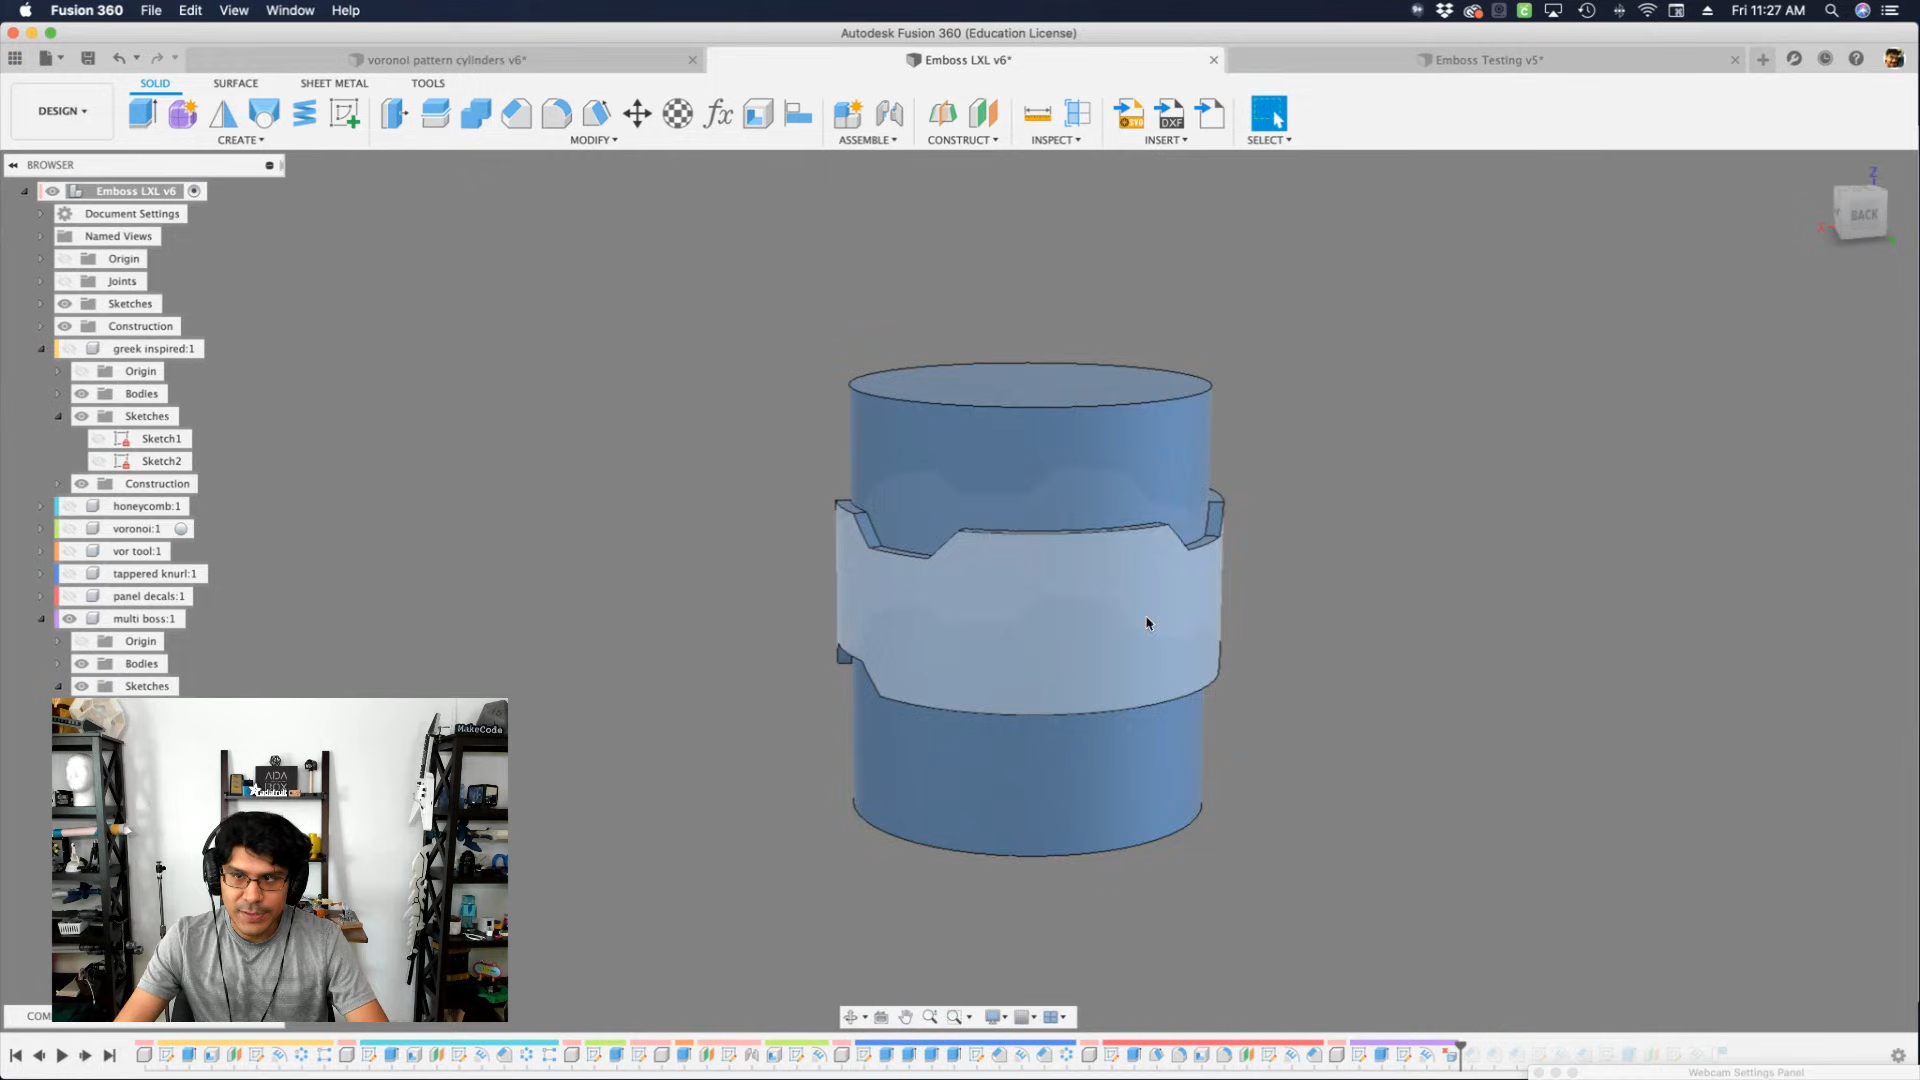 Fusion 360 File Edit View Window Help
Fri 11:27 AM
Autodesk Fusion 360 (Education License)
voronoi pattern cylinders v6*
Emboss LXL v6*
Emboss Testing v5*
SOLID SURFACE SHEET METAL TOOLS
DESIGN
CREATE MODIFY ASSEMBLE CONSTRUCT INSPECT INSERT SELECT
BROWSER
Emboss LXL v6
Document Settings
Named Views
Origin
Joints
Sketches
Construction
greek inspired:1
Origin
Bodies
Sketches
Sketch1
Sketch2
Construction
honeycomb:1
voronoi:1
vor tool:1
tappered knurl:1
panel decals:1
multi boss:1
Origin
Bodies
Sketches
Z
BACK
X
MakeCode
ADA
BOX
adafruit
COM
Webcam Settings Panel